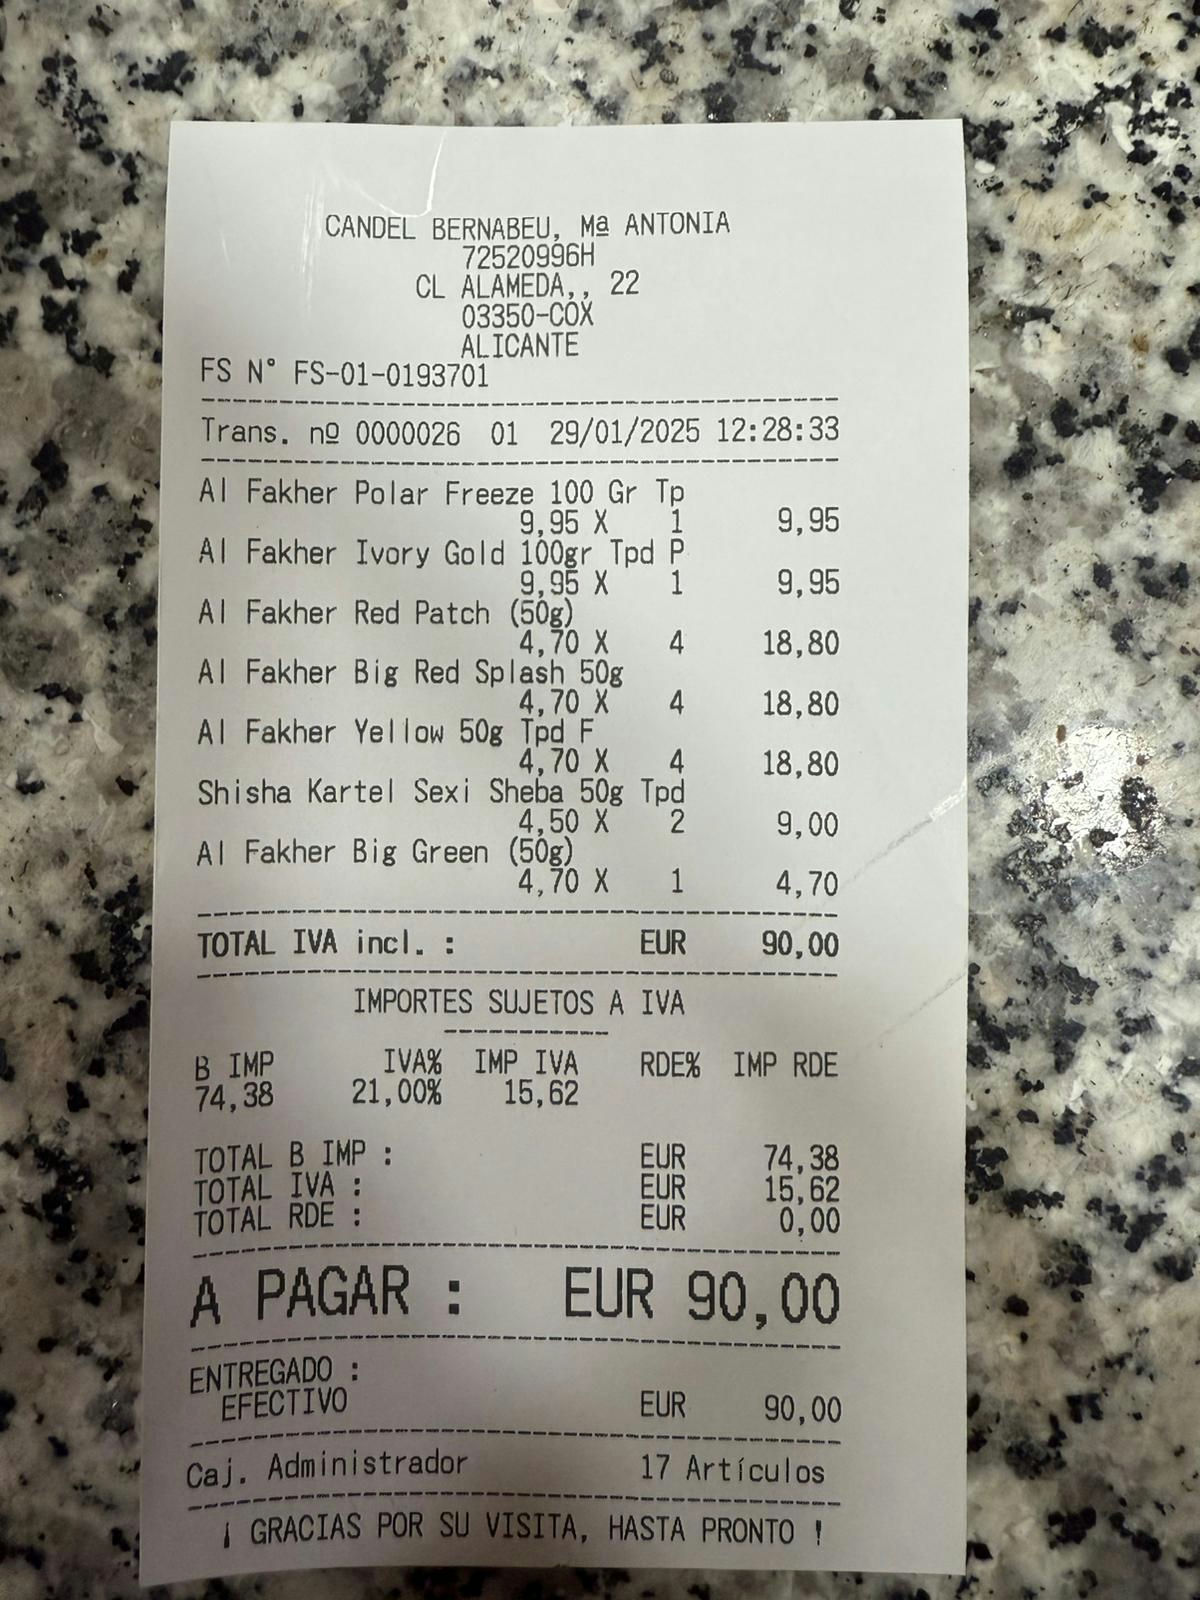 CANDEL BERNABEU, Mª ANTONIA
72520996H
CL ALAMEDA,, 22
03350-COX
ALICANTE
FS N° FS-01-0193701
Trans. nº 0000026 01 29/01/2025 12:28:33
Al Fakher Polar Freeze 100 Gr Tp
9,95 X 1 9,95
Al Fakher Ivory Gold 100gr Tpd P
9,95 X 1 9,95
Al Fakher Red Patch (50g)
4,70 X 4 18,80
Al Fakher Big Red Splash 50g
4,70 X 4 18,80
Al Fakher Yellow 50g Tpd F
4,70 X 4 18,80
Shisha Kartel Sexi Sheba 50g Tpd
4,50 X 2 9,00
Al Fakher Big Green (50g)
4,70 X 1 4,70
TOTAL IVA incl. : EUR 90,00
IMPORTES SUJETOS A IVA
B IMP IVA% IMP IVA RDE% IMP RDE
74,38 21,00% 15,62
TOTAL B IMP : EUR 74,38
TOTAL IVA : EUR 15,62
TOTAL RDE : EUR 0,00
A PAGAR : EUR 90,00
ENTREGADO :
EFECTIVO EUR 90,00
Caj. Administrador 17 Artículos
¡ GRACIAS POR SU VISITA, HASTA PRONTO !